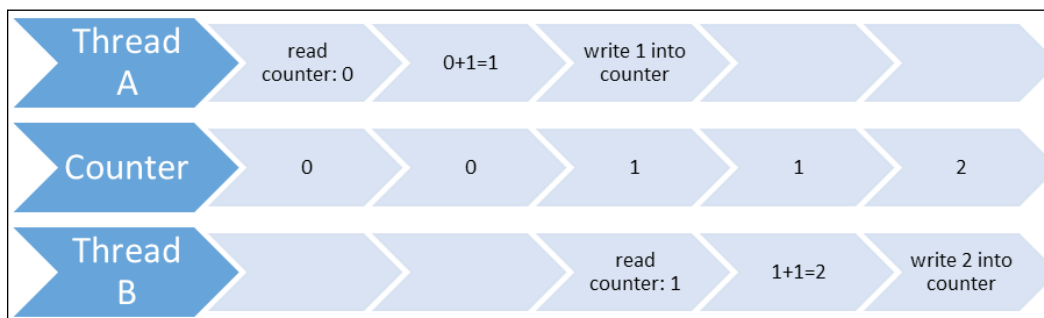 Thread
A
read
counter: 0
0+1=1
write 1 into
counter
Counter
0
0
1
1
2
Thread
B
read
counter: 1
1+1=2
write 2 into
counter